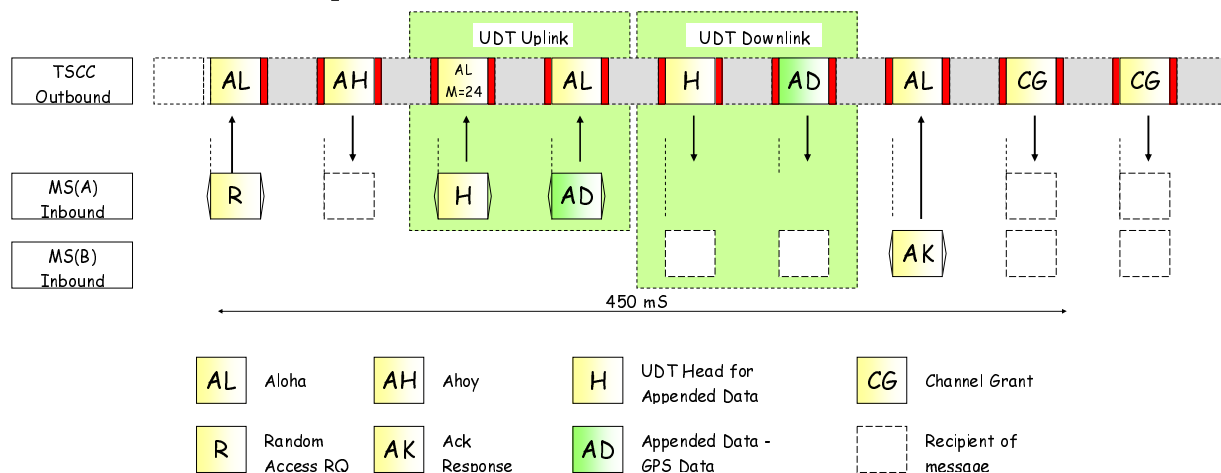 UDT Uplink
UDT Downlink
TSCC
Outbound
AL
AH
AL
M=24
AL
H
AD
AL
CG
CG
MS(A)
Inbound
R
H
AD
MS(B)
Inbound
AK
450 mS
AL
Aloha
AH
Ahoy
H
UDT Head for
Appended Data
CG
Channel Grant
R
Random
Access RQ
AK
Ack
Response
AD
Appended Data -
GPS Data
Recipient of
message